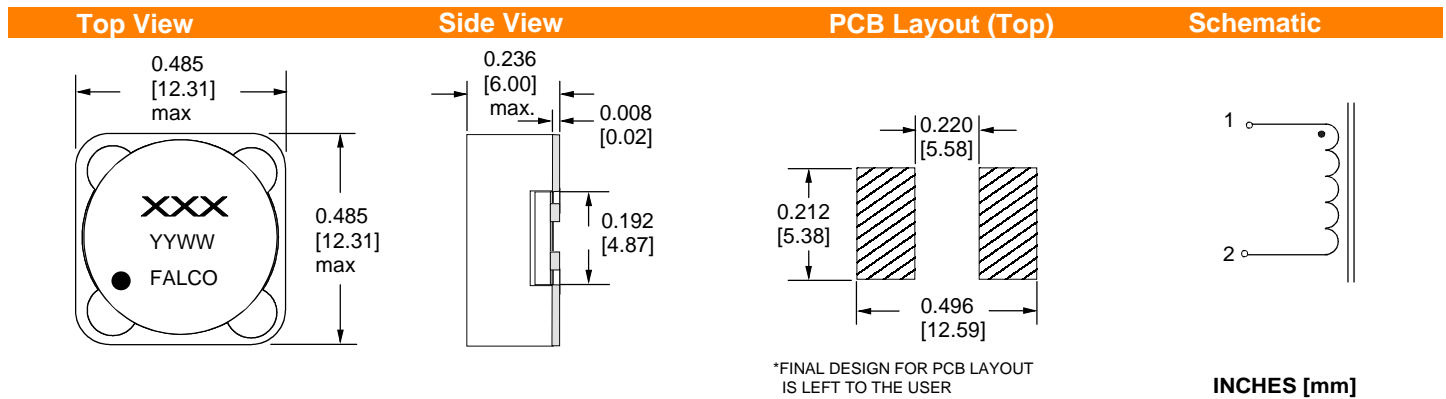 Top View
Side View
PCB Layout (Top)
Schematic
0.485
[12.31]
max
XXX
YYWW
FALCO
0.485
[12.31]
max
0.236
[6.00]
max.
0.008
[0.02]
0.192
[4.87]
0.220
[5.58]
0.212
[5.38]
0.496
[12.59]
*FINAL DESIGN FOR PCB LAYOUT
IS LEFT TO THE USER
1
2
INCHES [mm]